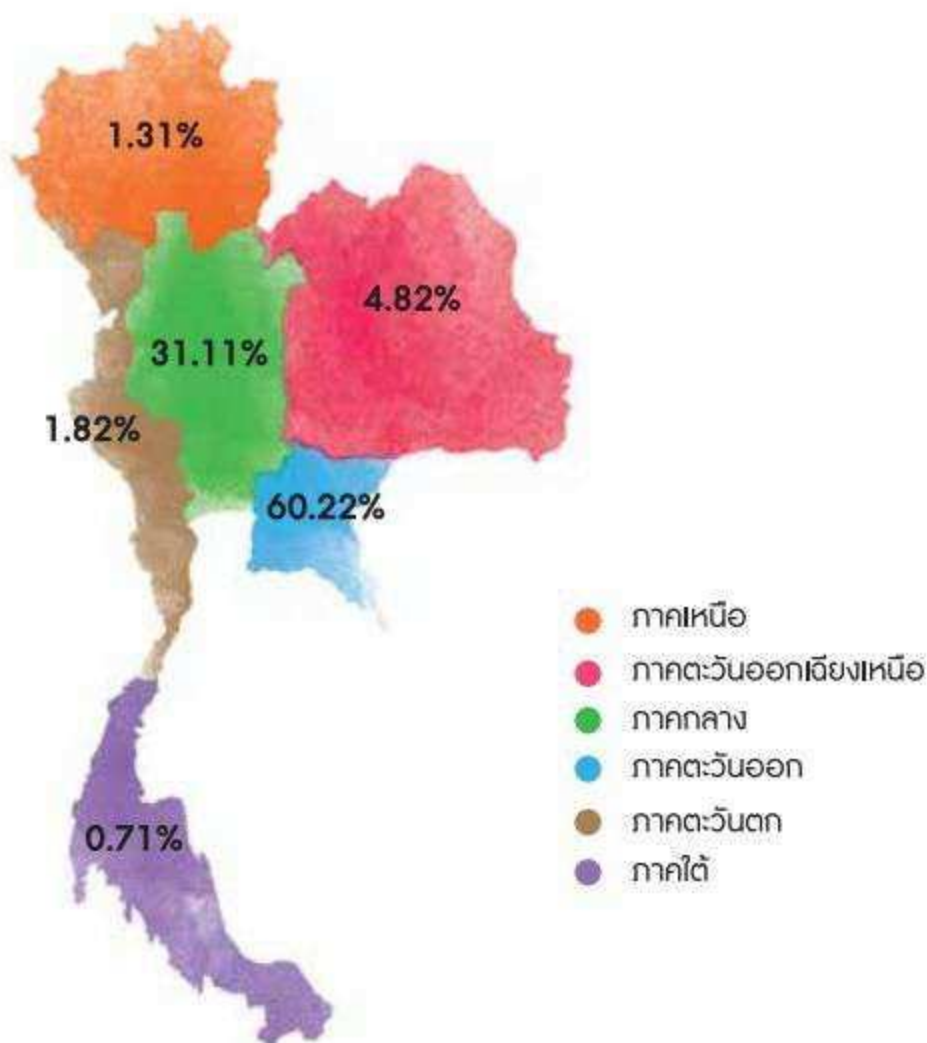 1.31%
4.82%
31.11%
1.82%
60.22%
0.71%
ภาคเหนือ
ภาคตะวันออกเฉียงเหนือ
ภาคกลาง
ภาคตะวันออก
ภาคตะวันตก
ภาคใต้